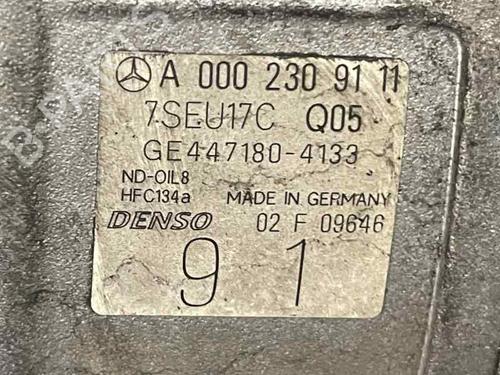 A 000 230 91 11
7SEU17C Q05
GE447180-4133
ND-OIL8
HFC134a MADE IN GERMANY
DENSO 02 F 09646
9 1